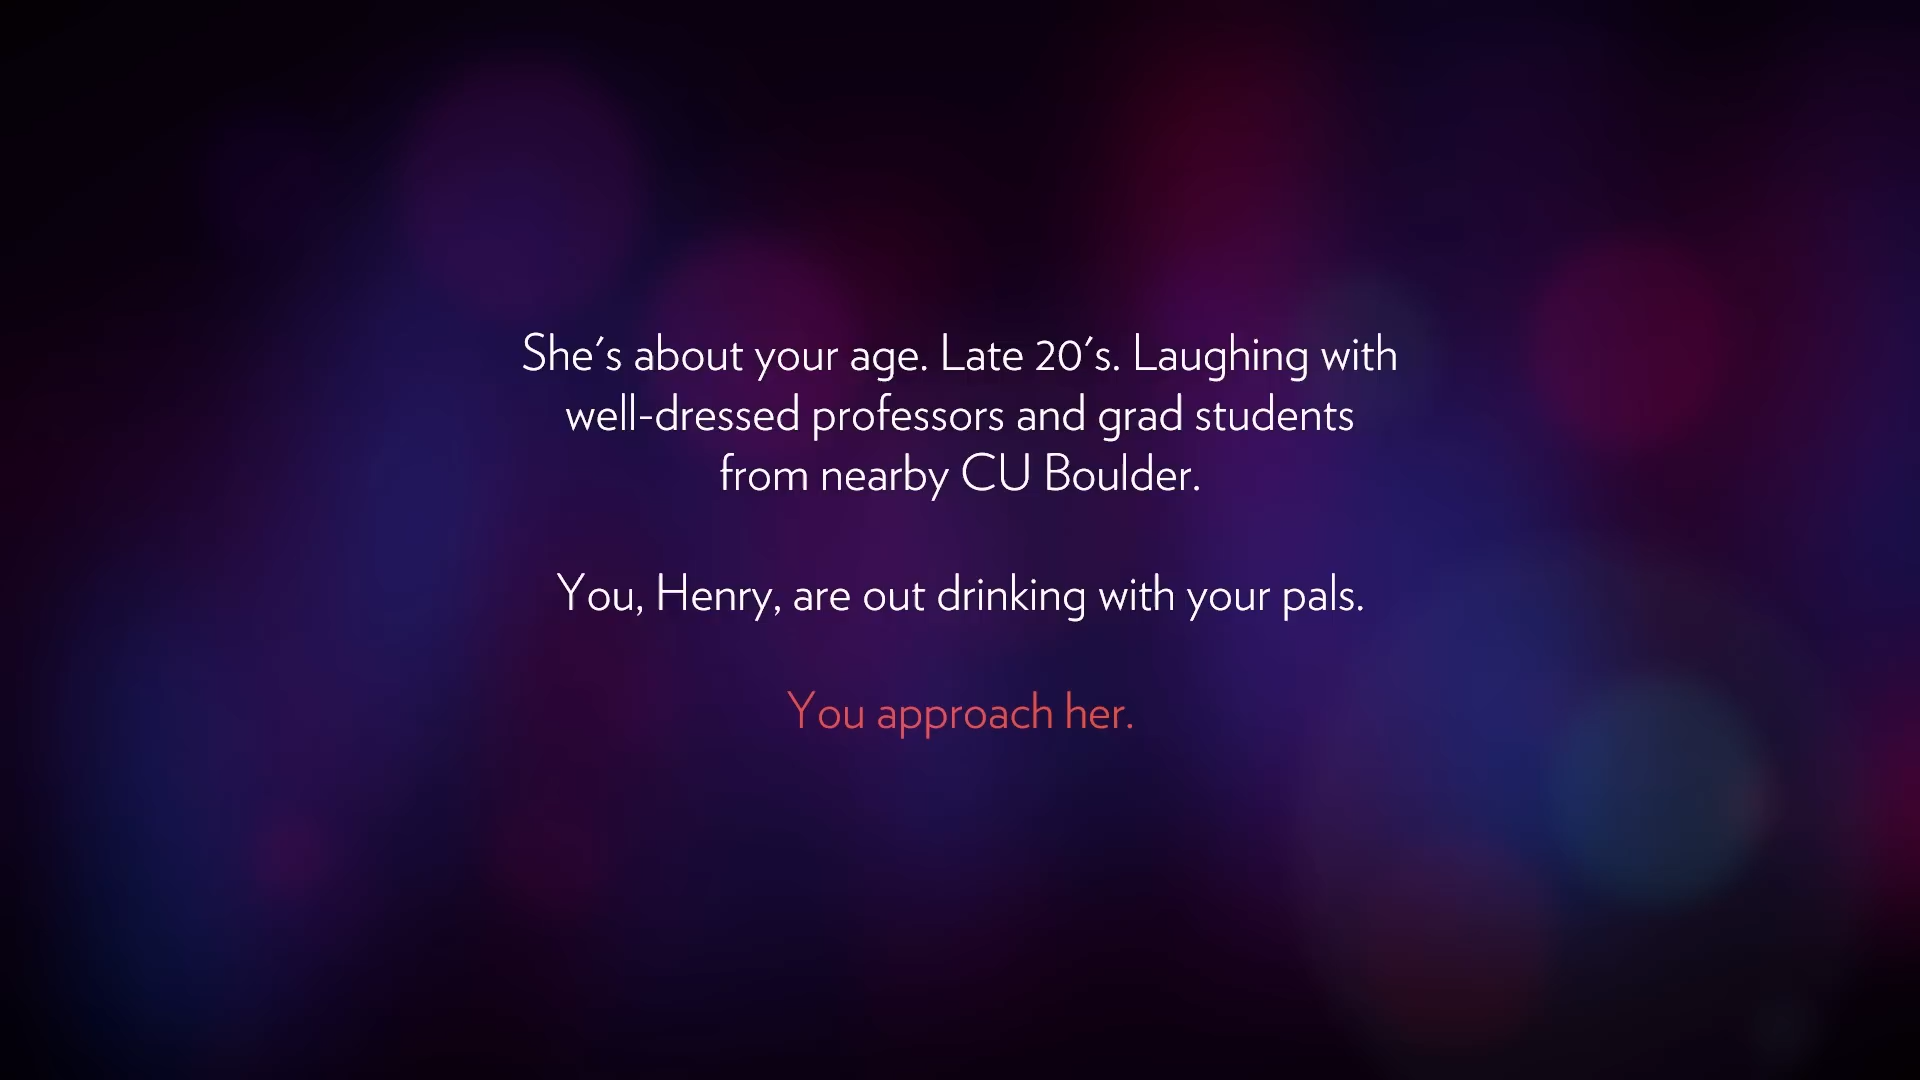 She's about your age. Late 20's. Laughing with
well-dressed professors and grad students
from nearby CU Boulder.
You, Henry, are out drinking with your pals.
You approach her.